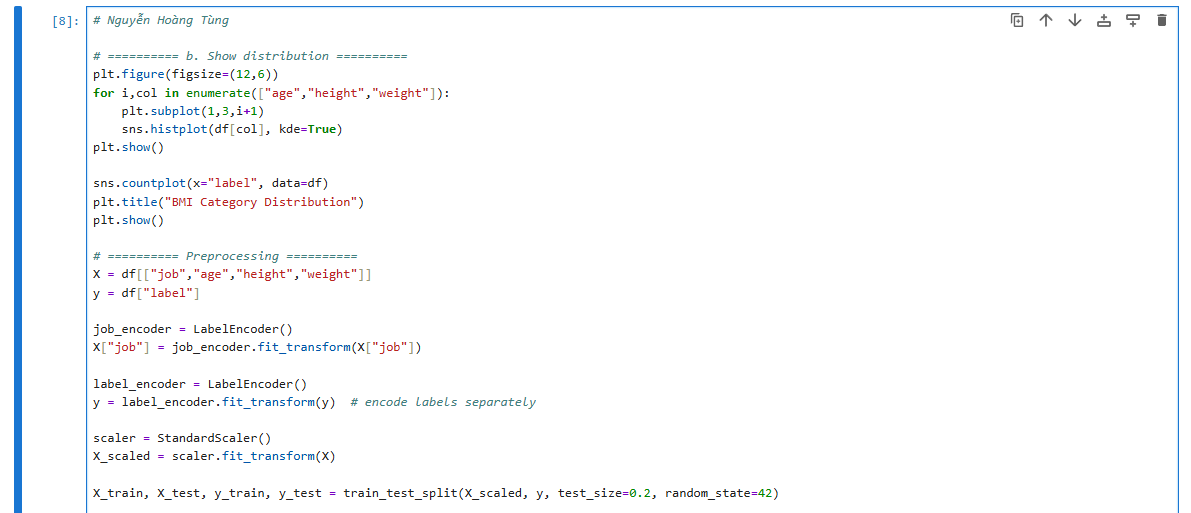 [8]:
# Nguyễn Hoàng Tùng

# ========== b. Show distribution ==========
plt.figure(figsize=(12,6))
for i,col in enumerate(["age","height","weight"]):
    plt.subplot(1,3,i+1)
    sns.histplot(df[col], kde=True)
plt.show()

sns.countplot(x="label", data=df)
plt.title("BMI Category Distribution")
plt.show()

# ========== Preprocessing ==========
X = df[["job","age","height","weight"]]
y = df["label"]

job_encoder = LabelEncoder()
X["job"] = job_encoder.fit_transform(X["job"])

label_encoder = LabelEncoder()
y = label_encoder.fit_transform(y)  # encode labels separately

scaler = StandardScaler()
X_scaled = scaler.fit_transform(X)

X_train, X_test, y_train, y_test = train_test_split(X_scaled, y, test_size=0.2, random_state=42)